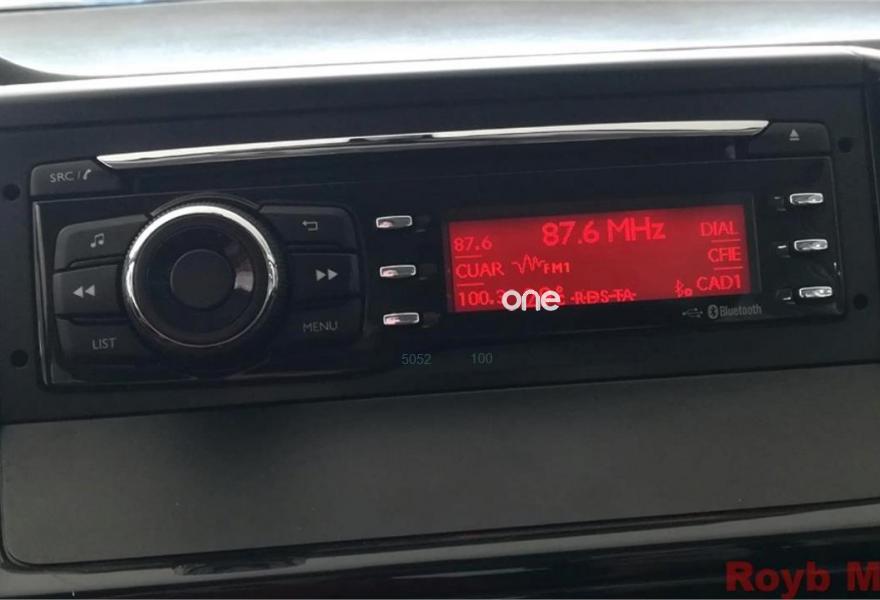 SRC /
87.6 87.6 MHz DIAL
CUAR FM1 CFIE
100.3 RDS TA CAD1
one
LIST
MENU
Bluetooth
5052 100
Royb M